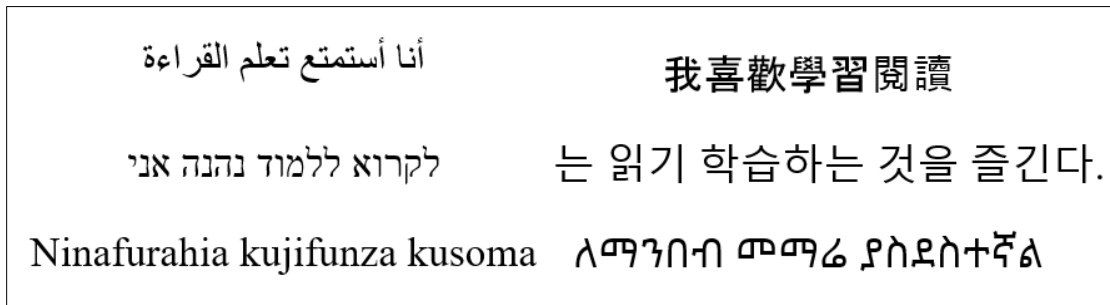 أنا أستمتع تعلم القراءة
我喜歡學習閱讀
לקרוא ללמוד נהנה אני
는 읽기 학습하는 것을 즐긴다.
Ninafurahia kujifunza kusoma
ለማንበብ መማሬ ያስደስተኛል